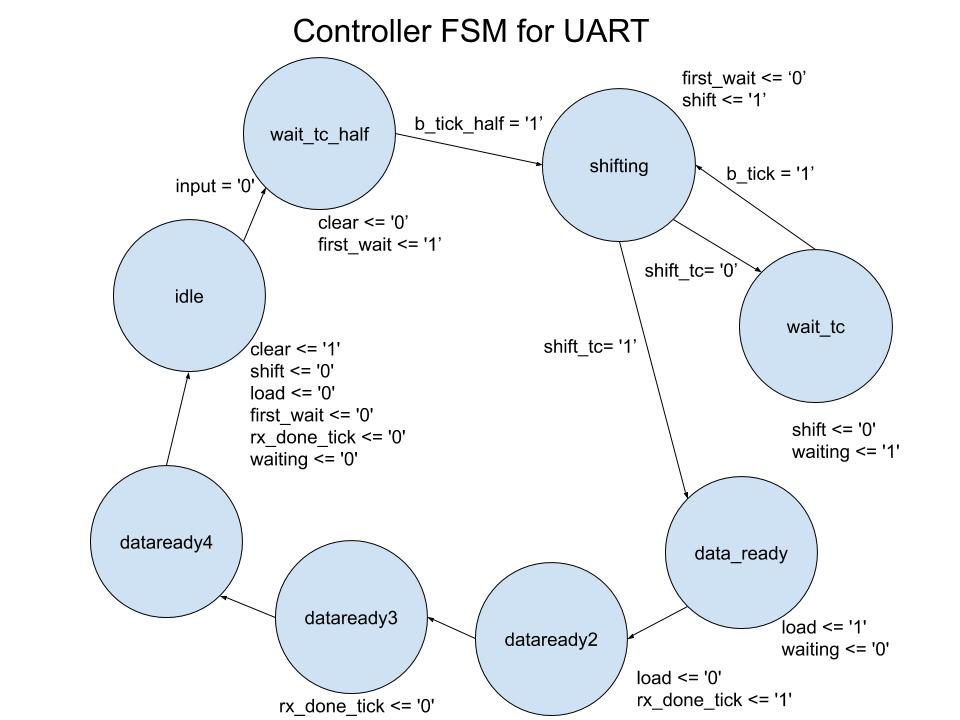 Controller FSM for UART
first_wait <= ‘0’
shift <= '1’
wait_tc_half
b_tick_half = '1’
shifting
b_tick = '1’
input = '0'
clear <= '0’
first_wait <= '1’
shift_tc= '0’
idle
wait_tc
clear <= '1'
shift <= '0'
load <= '0'
first_wait <= '0'
rx_done_tick <= '0'
waiting <= '0'
shift_tc= '1’
shift <= '0'
waiting <= '1'
dataready4
data_ready
dataready3
dataready2
load <= '1'
waiting <= '0'
load <= '0'
rx_done_tick <= '1'
rx_done_tick <= '0'